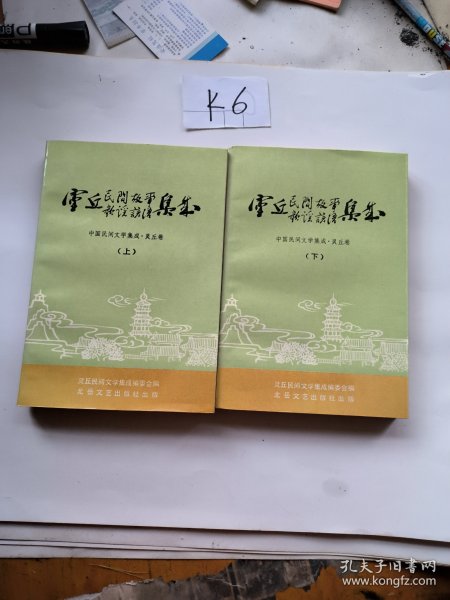 K6
灵丘民间故事歌谣谚语集成
中国民间文学集成·灵丘卷
(上)
灵丘民间文学集成编委会编
北岳文艺出版社出版
灵丘民间故事歌谣谚语集成
中国民间文学集成·灵丘卷
(下)
灵丘民间文学集成编委会编
北岳文艺出版社出版
孔夫子旧书网
www.kongfz.com